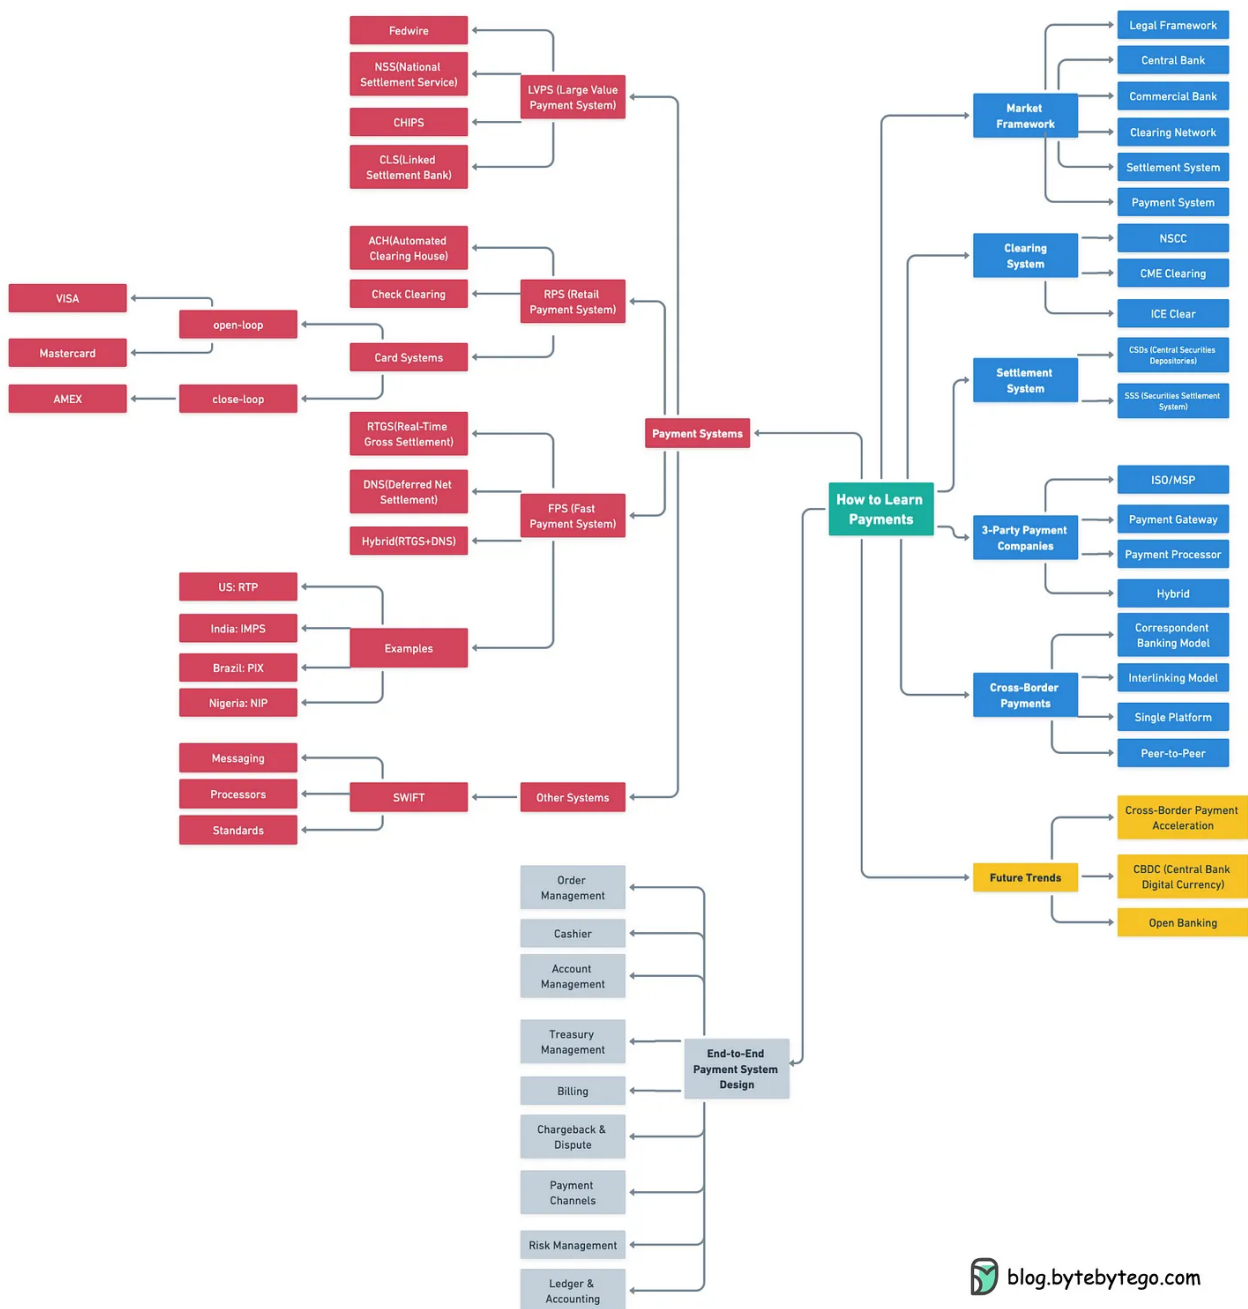 How to Learn
Payments
Payment Systems
LVPS (Large Value
Payment System)
Fedwire
NSS(National
Settlement Service)
CHIPS
CLS(Linked
Settlement Bank)
RPS (Retail
Payment System)
ACH(Automated
Clearing House)
Check Clearing
Card Systems
open-loop
VISA
Mastercard
close-loop
AMEX
FPS (Fast
Payment System)
RTGS(Real-Time
Gross Settlement)
DNS(Deferred Net
Settlement)
Hybrid(RTGS+DNS)
Examples
US: RTP
India: IMPS
Brazil: PIX
Nigeria: NIP
Other Systems
SWIFT
Messaging
Processors
Standards
End-to-End
Payment System
Design
Order
Management
Cashier
Account
Management
Treasury
Management
Billing
Chargeback &
Dispute
Payment
Channels
Risk Management
Ledger &
Accounting
Market
Framework
Legal Framework
Central Bank
Commercial Bank
Clearing Network
Settlement System
Payment System
Clearing
System
NSCC
CME Clearing
ICE Clear
Settlement
System
CSDs (Central Securities
Depositories)
SSS (Securities Settlement
System)
3-Party Payment
Companies
ISO/MSP
Payment Gateway
Payment Processor
Hybrid
Cross-Border
Payments
Correspondent
Banking Model
Interlinking Model
Single Platform
Peer-to-Peer
Future Trends
Cross-Border Payment
Acceleration
CBDC (Central Bank
Digital Currency)
Open Banking
blog.bytebytego.com